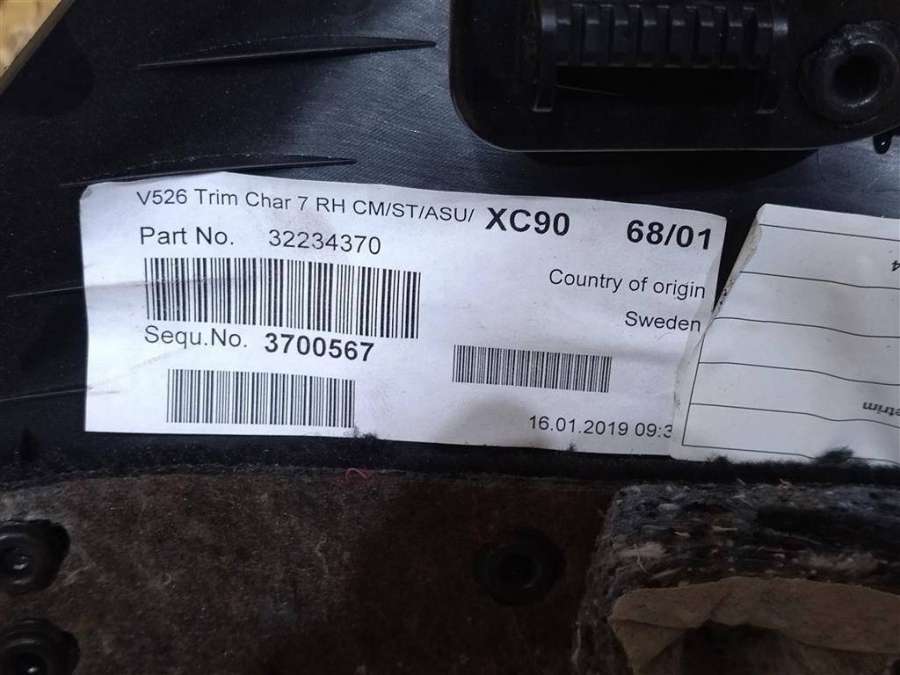 V526 Trim Char 7 RH CM/ST/ASU/ XC90 68/01
Part No. 32234370
Country of origin
Sweden
Sequ.No. 3700567
16.01.2019 09:3